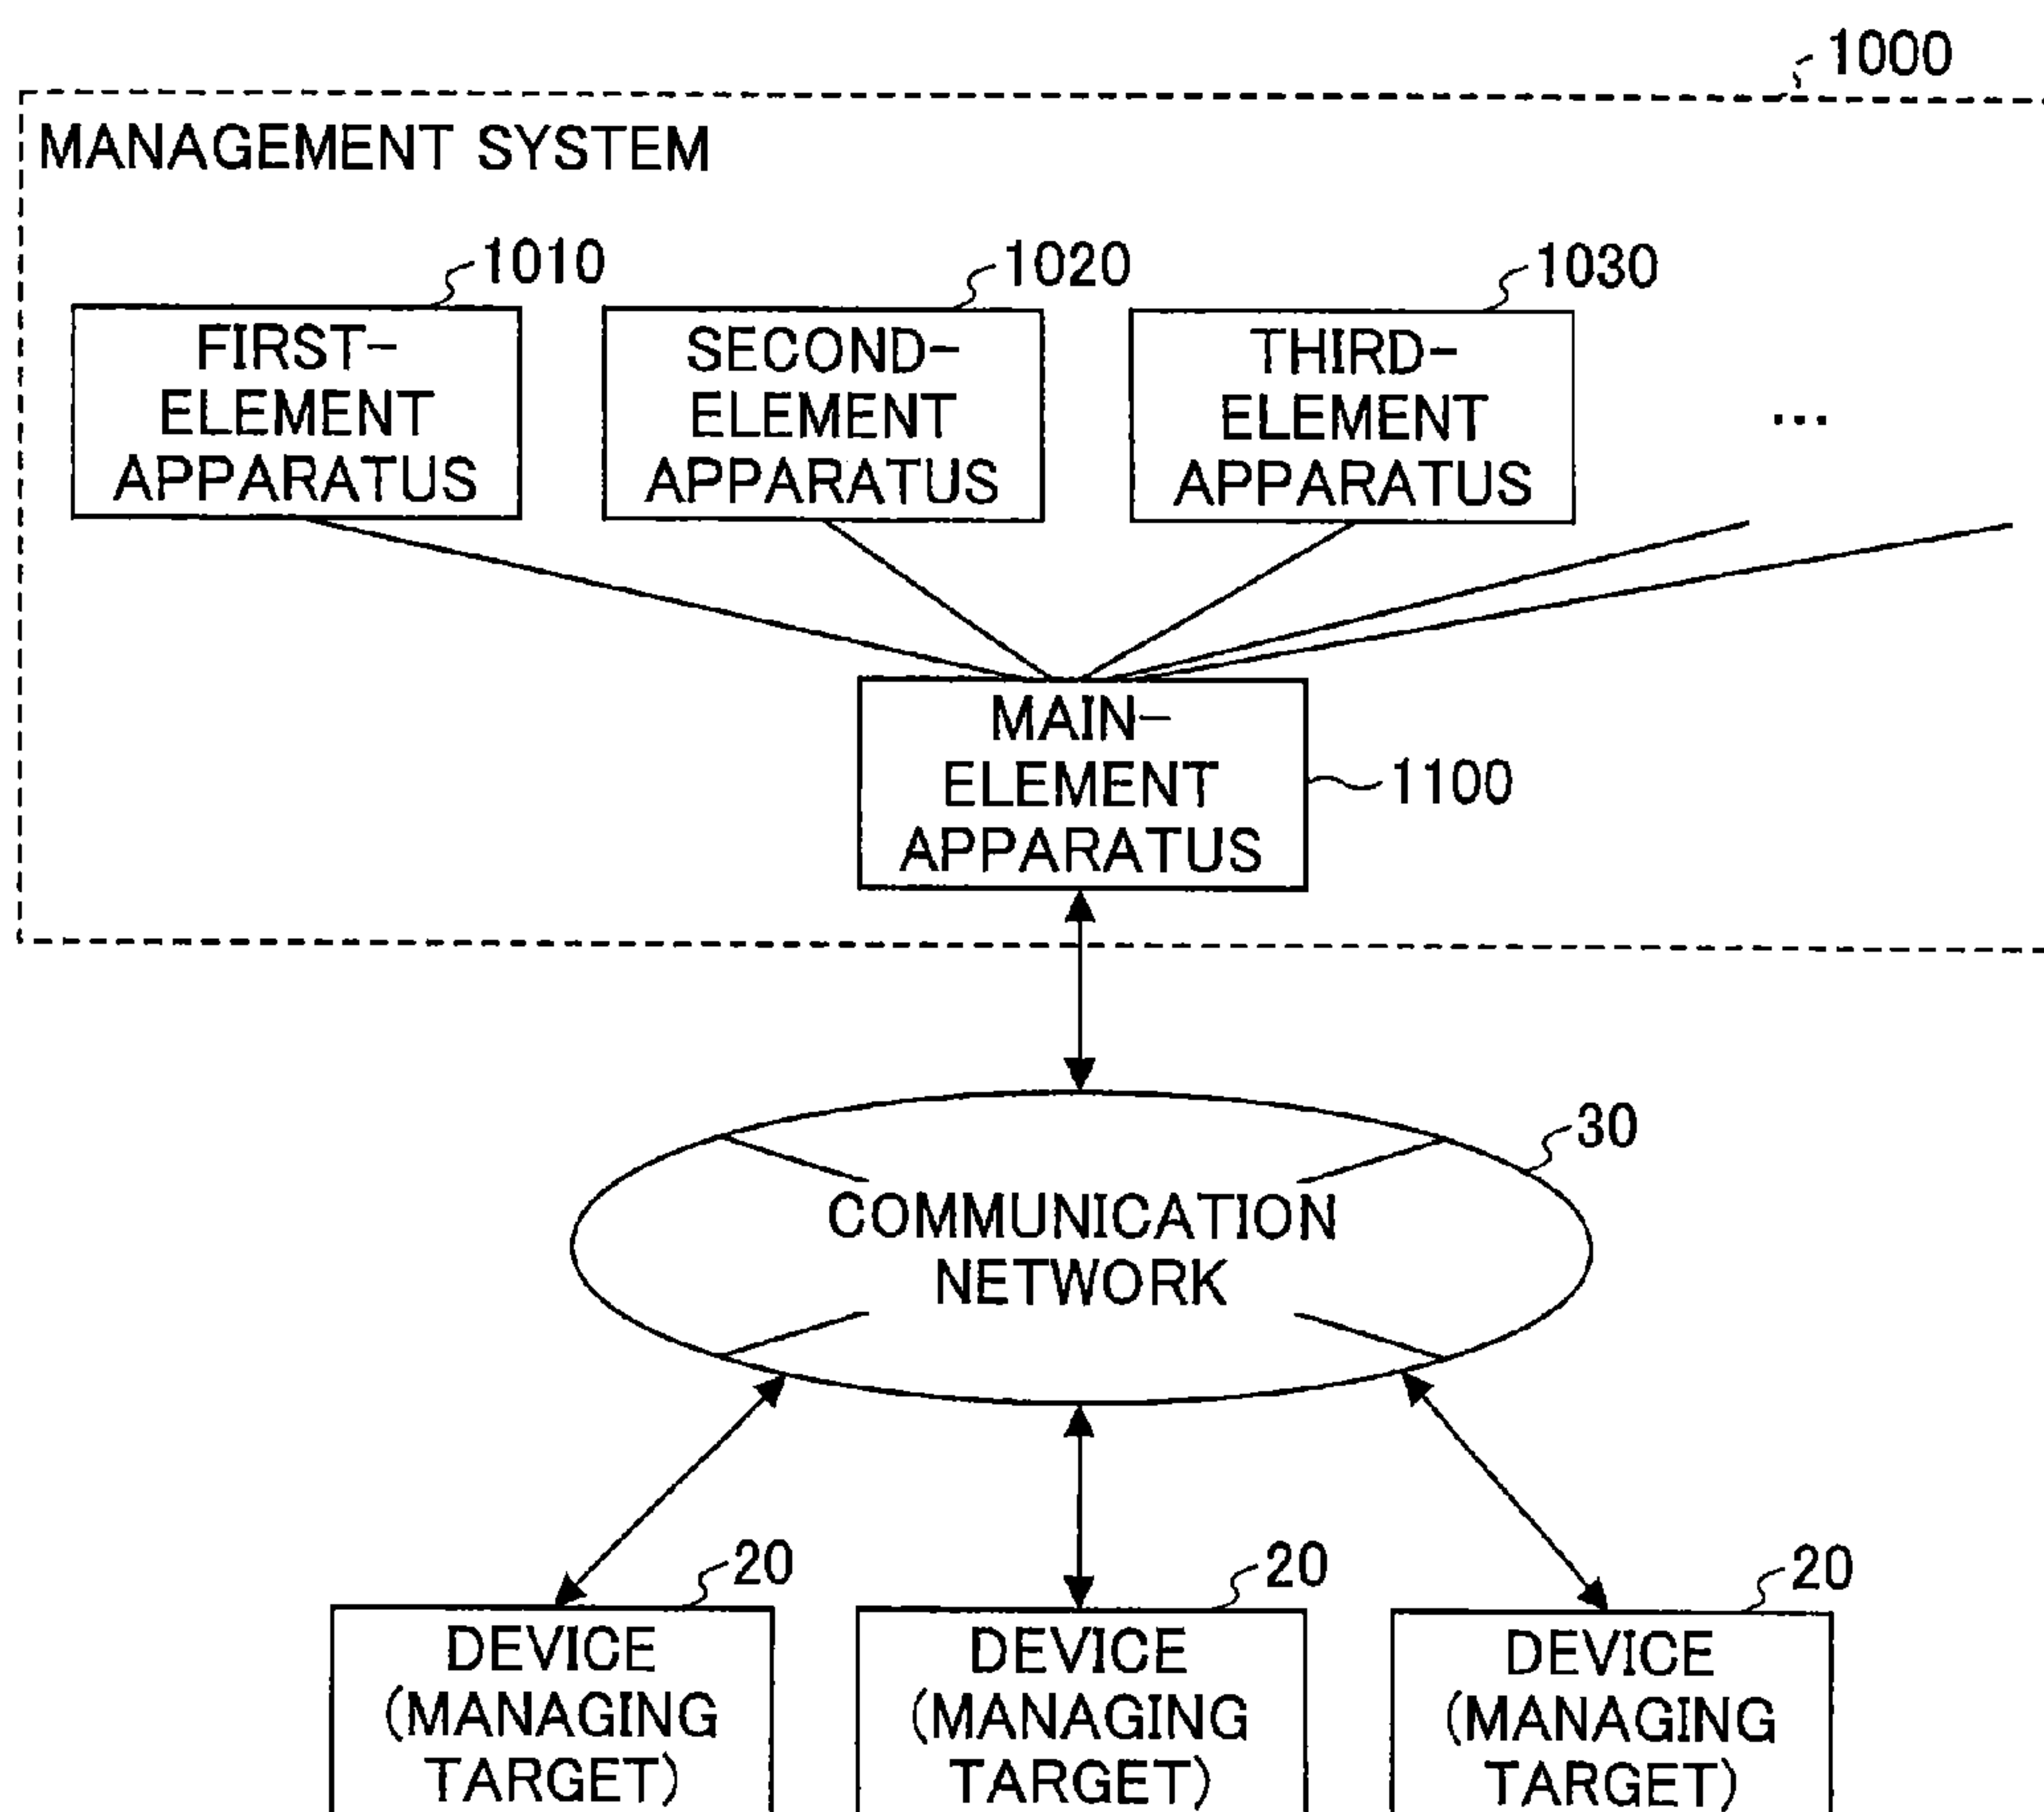 1000
MANAGEMENT SYSTEM
1010
1020
1030
FIRST-
ELEMENT
APPARATUS
SECOND-
ELEMENT
APPARATUS
THIRD-
ELEMENT
APPARATUS
...
MAIN-
ELEMENT
APPARATUS
1100
30
COMMUNICATION
NETWORK
20
20
20
DEVICE
(MANAGING
TARGET)
DEVICE
(MANAGING
TARGET)
DEVICE
(MANAGING
TARGET)